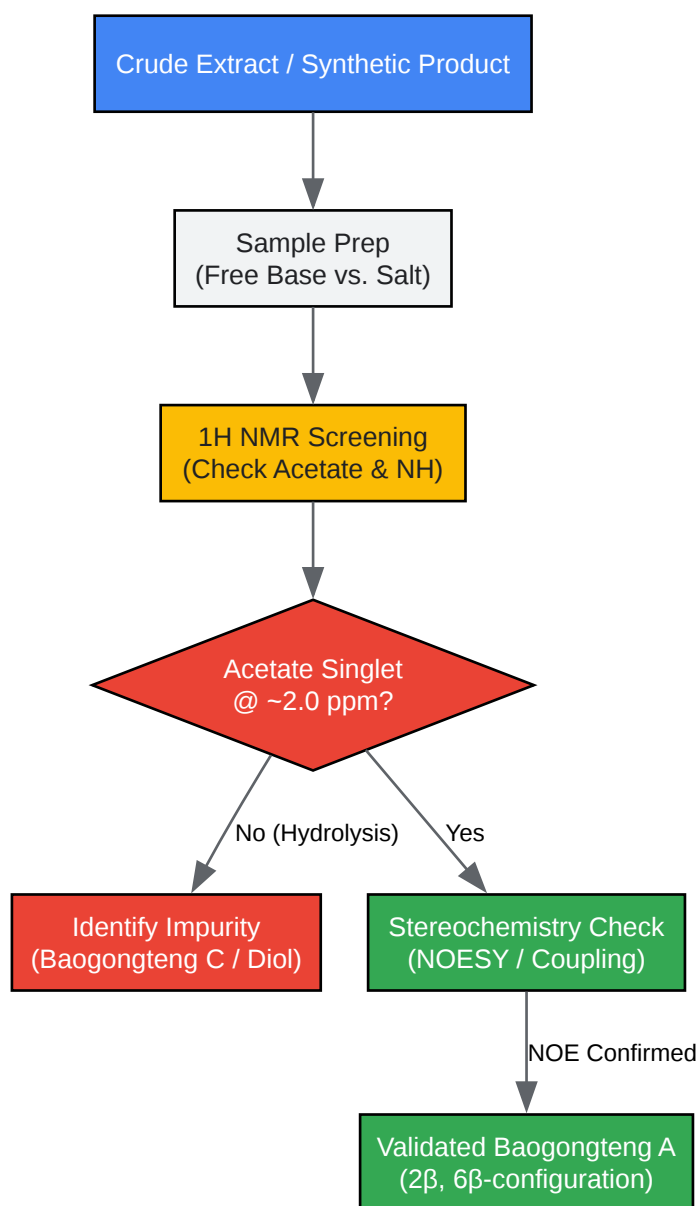 Crude Extract / Synthetic Product
Sample Prep
(Free Base vs. Salt)
1H NMR Screening
(Check Acetate & NH)
Acetate Singlet
@ ~2.0 ppm?
No (Hydrolysis)
Yes
Identify Impurity
(Baogongteng C / Diol)
Stereochemistry Check
(NOESY / Coupling)
NOE Confirmed
Validated Baogongteng A
(2β, 6β-configuration)